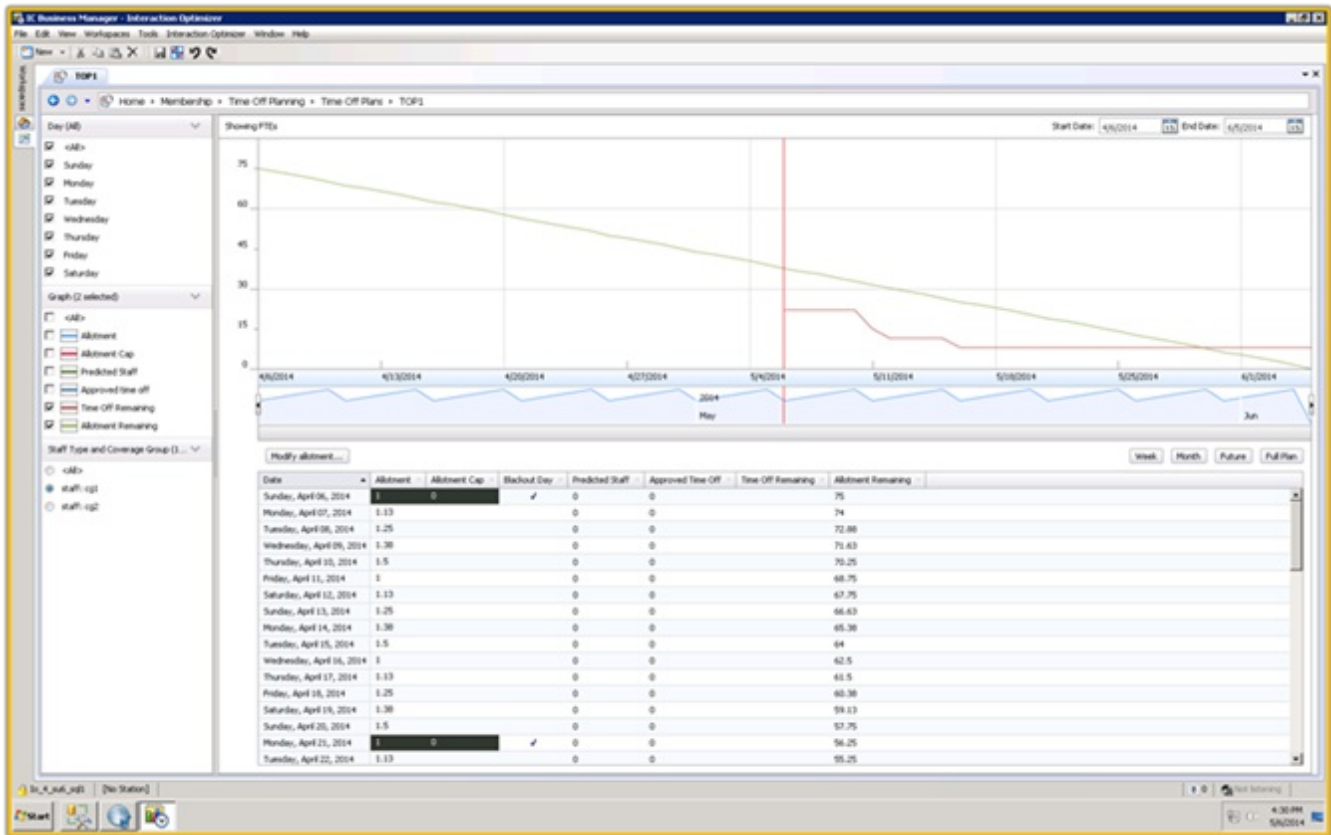 IC Business Manager - Interaction Optimizer
File Edit View Workspaces Tools Interaction Optimizer Window Help
New
Workspaces
TOP1
Home Membership Time Off Planning Time Off Plans TOP1
Day (All)
<All>
Sunday
Monday
Tuesday
Wednesday
Thursday
Friday
Saturday
Graph (2 selected)
<All>
Allotment
Allotment Cap
Predicted Staff
Approved time off
Time Off Remaining
Allotment Remaining
Staff Type and Coverage Group (1...
<All>
staff: cg1
staff: cg2
Showing FTEs
Start Date: 4/6/2014 End Date: 6/5/2014
75
60
45
30
15
0
4/6/2014 4/13/2014 4/20/2014 4/27/2014 5/4/2014 5/11/2014 5/18/2014 5/25/2014 6/1/2014
2014
May Jun
Modify allotment... Week Month Future Full Plan
Date Allotment Allotment Cap Blackout Day Predicted Staff Approved Time Off Time Off Remaining Allotment Remaining
Sunday, April 06, 2014 1 0 ✓ 0 0 75
Monday, April 07, 2014 1.13 0 0 74
Tuesday, April 08, 2014 1.25 0 0 72.88
Wednesday, April 09, 2014 1.38 0 0 71.63
Thursday, April 10, 2014 1.5 0 0 70.25
Friday, April 11, 2014 1 0 0 68.75
Saturday, April 12, 2014 1.13 0 0 67.75
Sunday, April 13, 2014 1.25 0 0 66.63
Monday, April 14, 2014 1.38 0 0 65.38
Tuesday, April 15, 2014 1.5 0 0 64
Wednesday, April 16, 2014 1 0 0 62.5
Thursday, April 17, 2014 1.13 0 0 61.5
Friday, April 18, 2014 1.25 0 0 60.38
Saturday, April 19, 2014 1.38 0 0 59.13
Sunday, April 20, 2014 1.5 0 0 57.75
Monday, April 21, 2014 1 0 ✓ 0 0 56.25
Tuesday, April 22, 2014 1.13 0 0 55.25
[No Station] 0 Not listening
Start 4:30 PM
5/6/2014